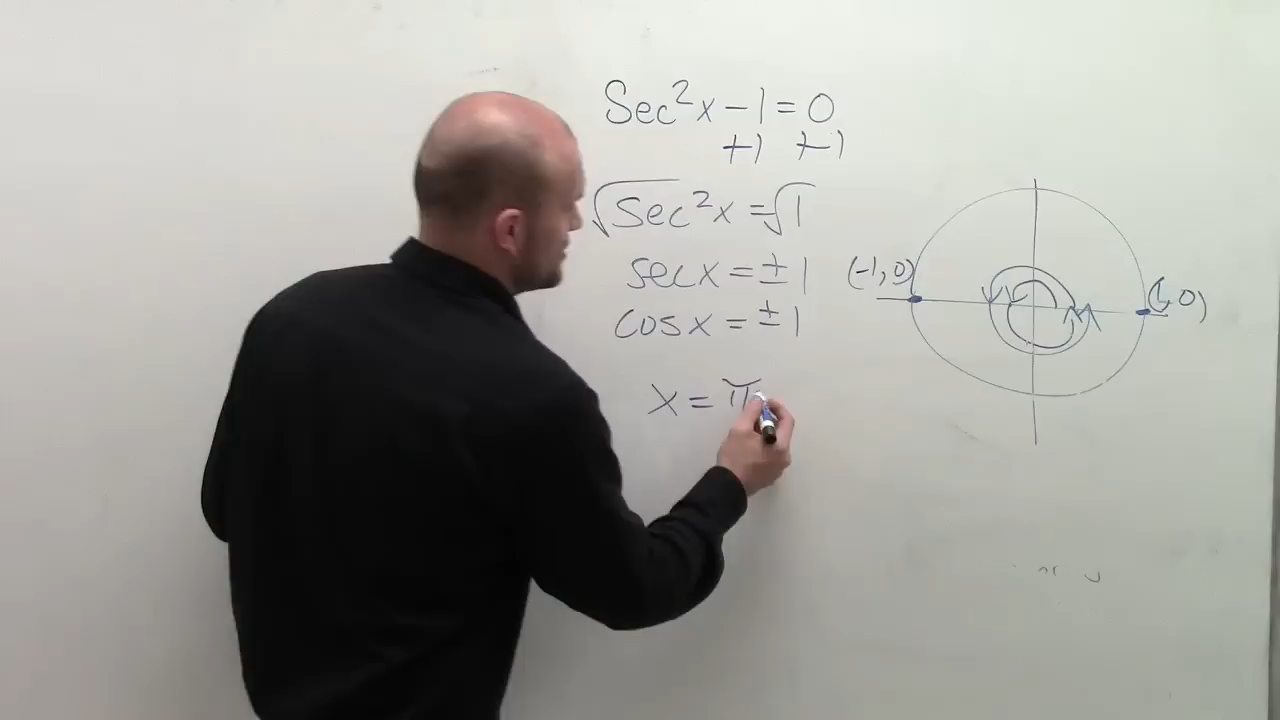 Sec²x - 1 = 0
+1 +1
√Sec²x = √1
secx = ± 1
cosx = ± 1
x = π
(-1, 0)
(1, 0)